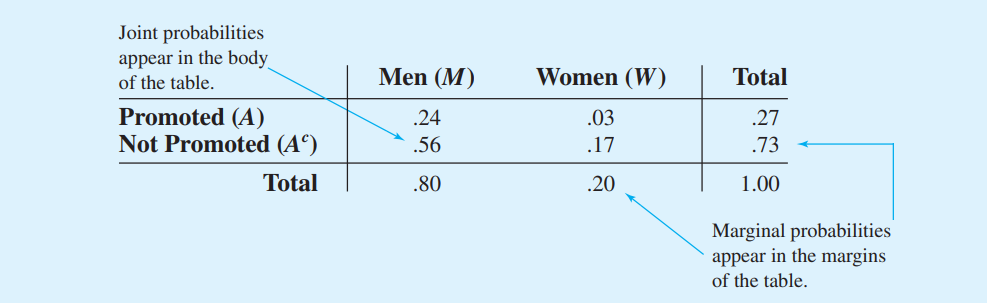 Joint probabilities
appear in the body
of the table.
Men (M) Women (W) Total
Promoted (A) .24 .03 .27
Not Promoted (Aᶜ) .56 .17 .73
Total .80 .20 1.00
Marginal probabilities
appear in the margins
of the table.